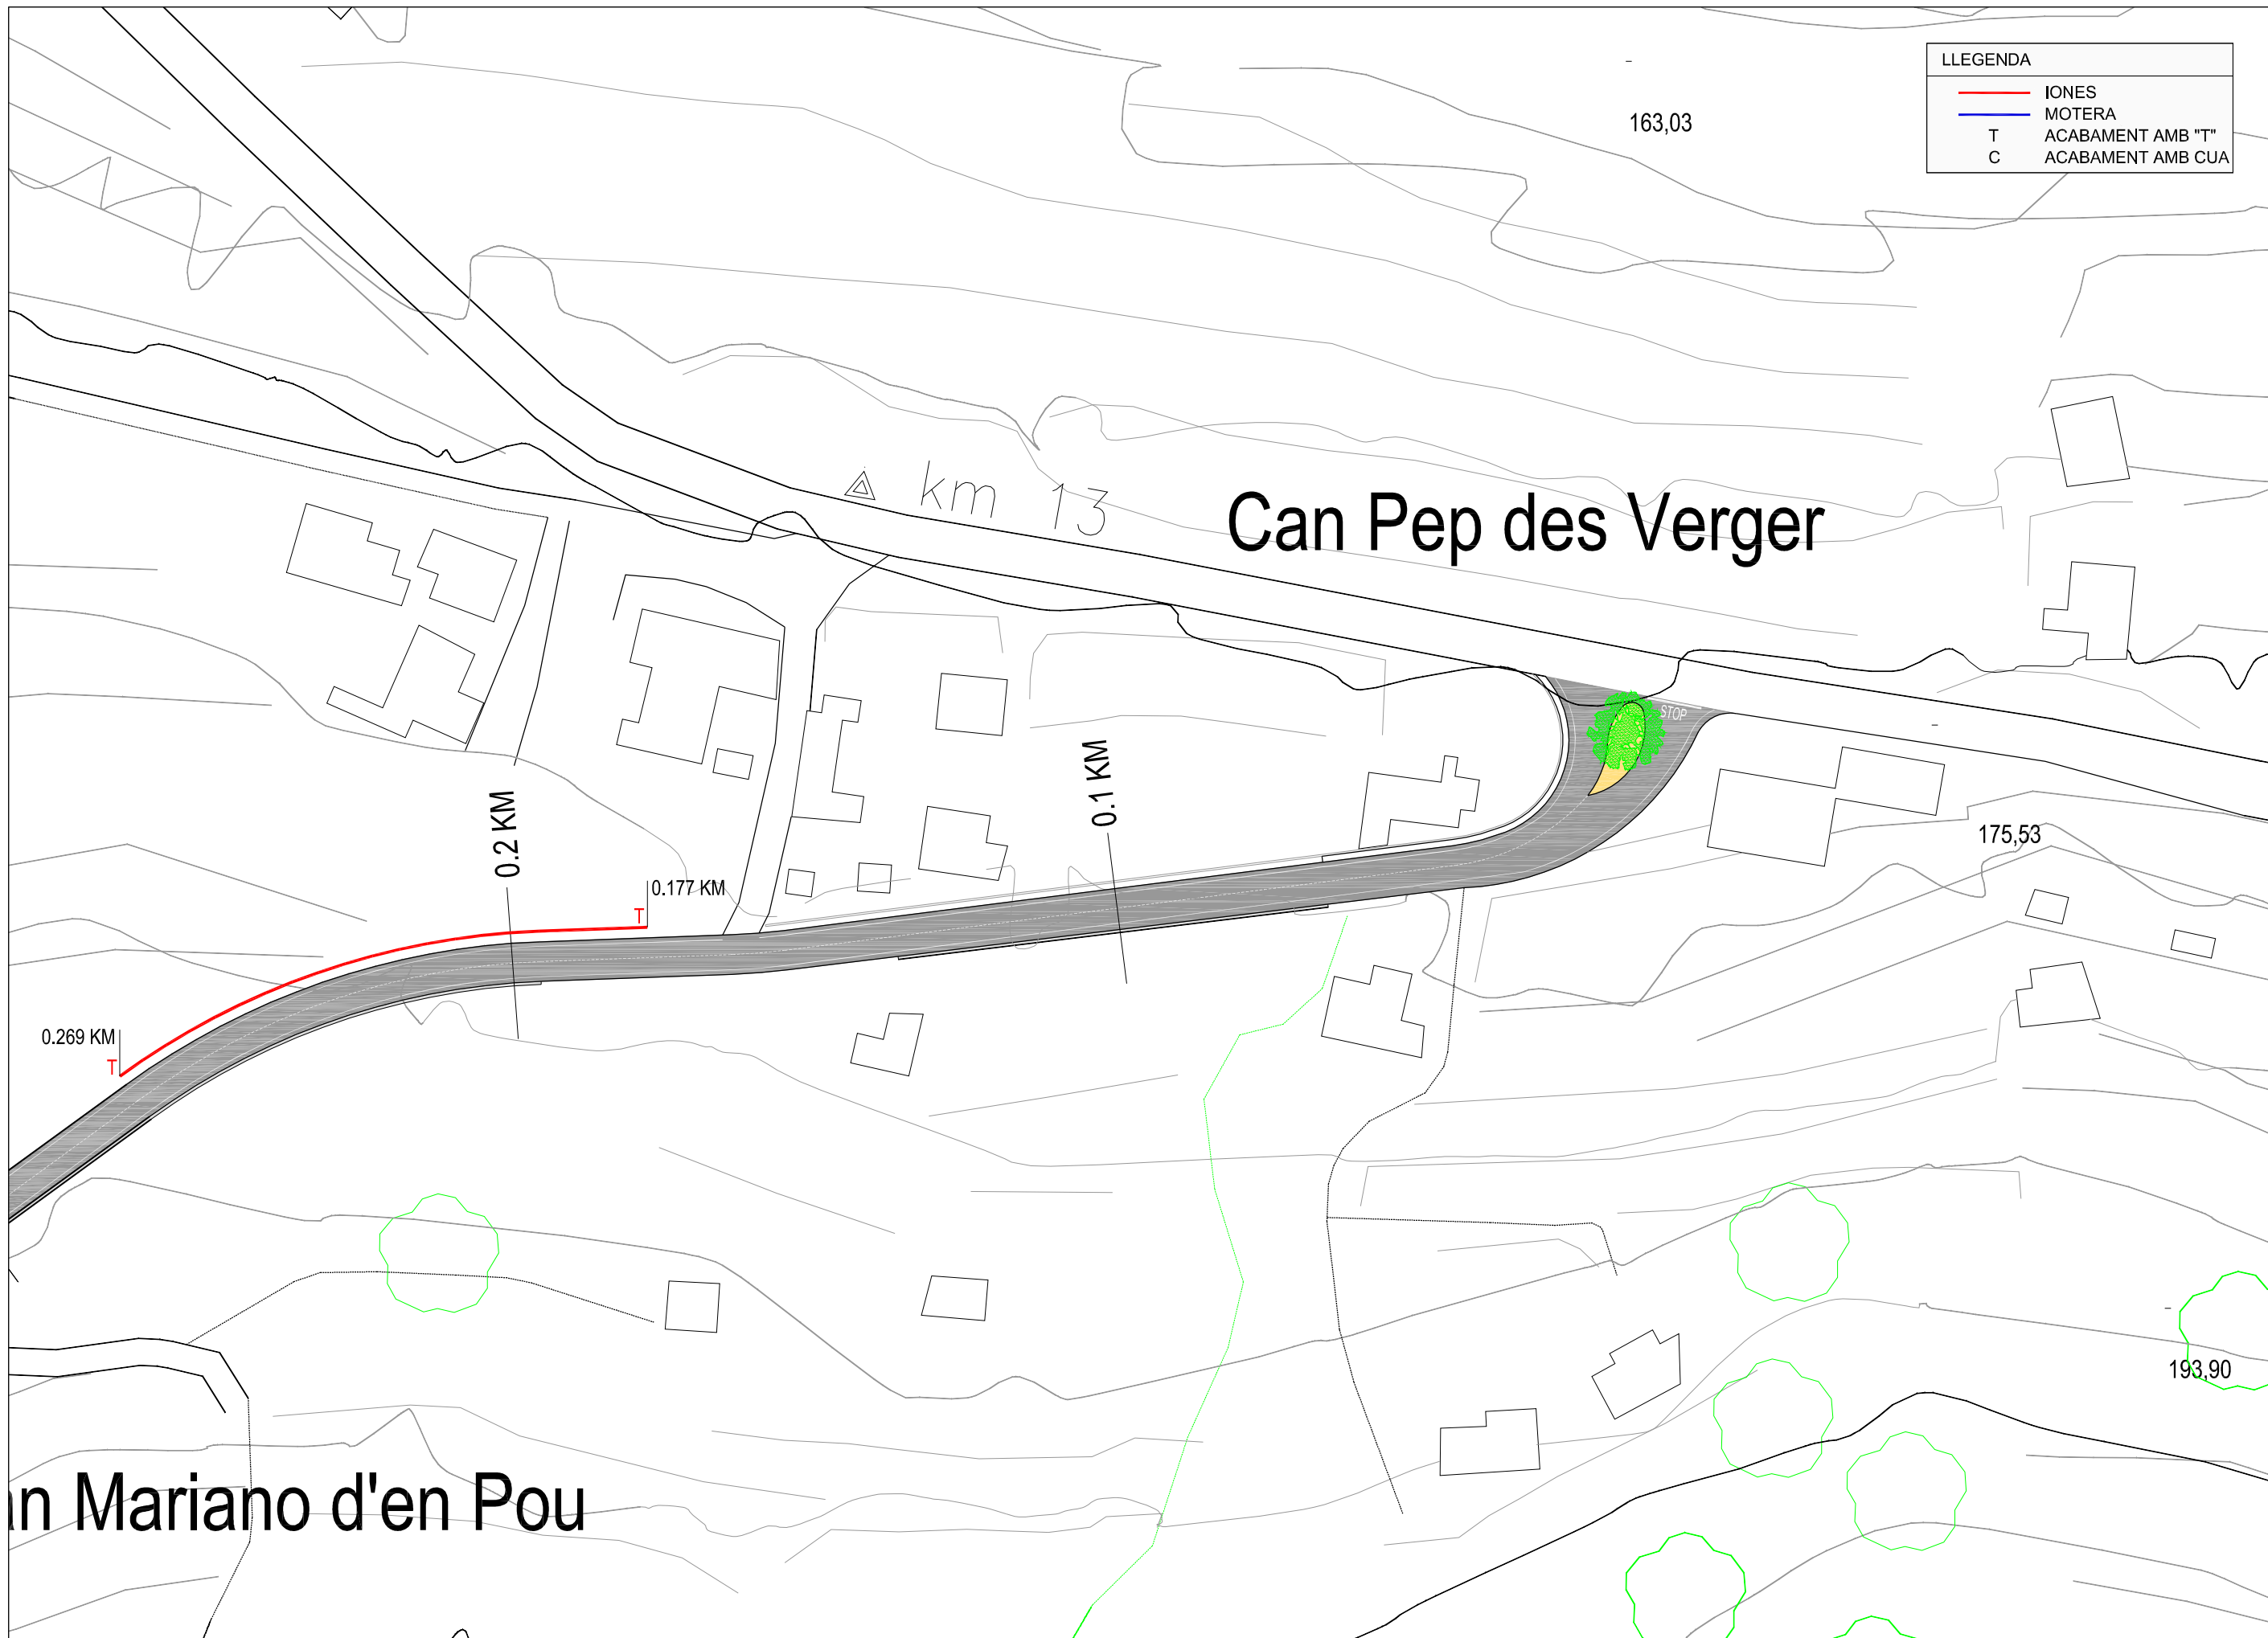 LLEGENDA
IONES
MOTERA
T ACABAMENT AMB "T"
C ACABAMENT AMB CUA
163,03
km 13
Can Pep des Verger
STOP
0.1 KM
0.2 KM
175,53
0.177 KM
T
0.269 KM
T
193,90
n Mariano d'en Pou